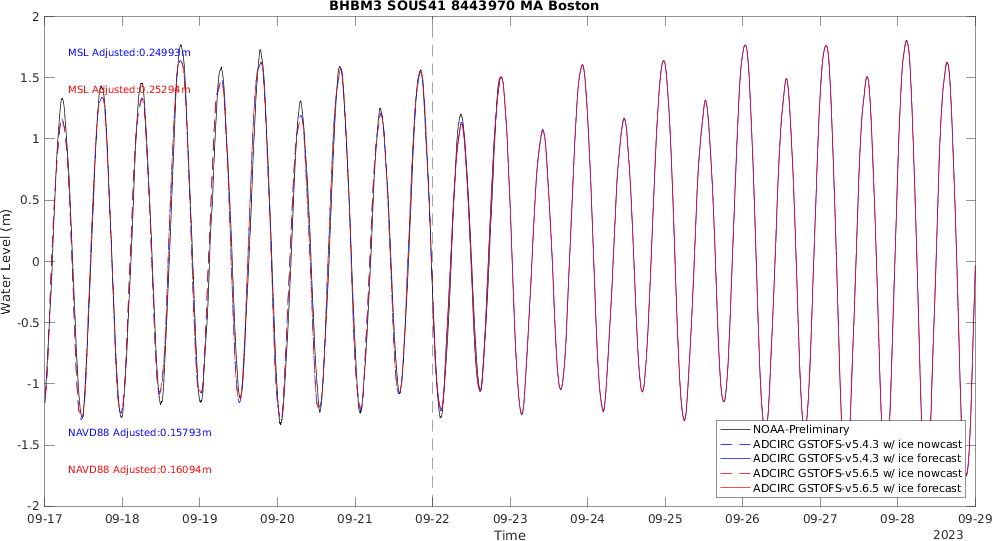 BHBM3 SOUS41 8443970 MA Boston
2
1.5
1
0.5
0
-0.5
-1
-1.5
-2
Water Level (m)
MSL Adjusted:0.24993m
MSL Adjusted:0.25294m
NAVD88 Adjusted:0.15793m
NAVD88 Adjusted:0.16094m
NOAA-Preliminary
ADCIRC GSTOFS-v5.4.3 w/ ice nowcast
ADCIRC GSTOFS-v5.4.3 w/ ice forecast
ADCIRC GSTOFS-v5.6.5 w/ ice nowcast
ADCIRC GSTOFS-v5.6.5 w/ ice forecast
09-17 09-18 09-19 09-20 09-21 09-22 09-23 09-24 09-25 09-26 09-27 09-28 09-29
Time
2023